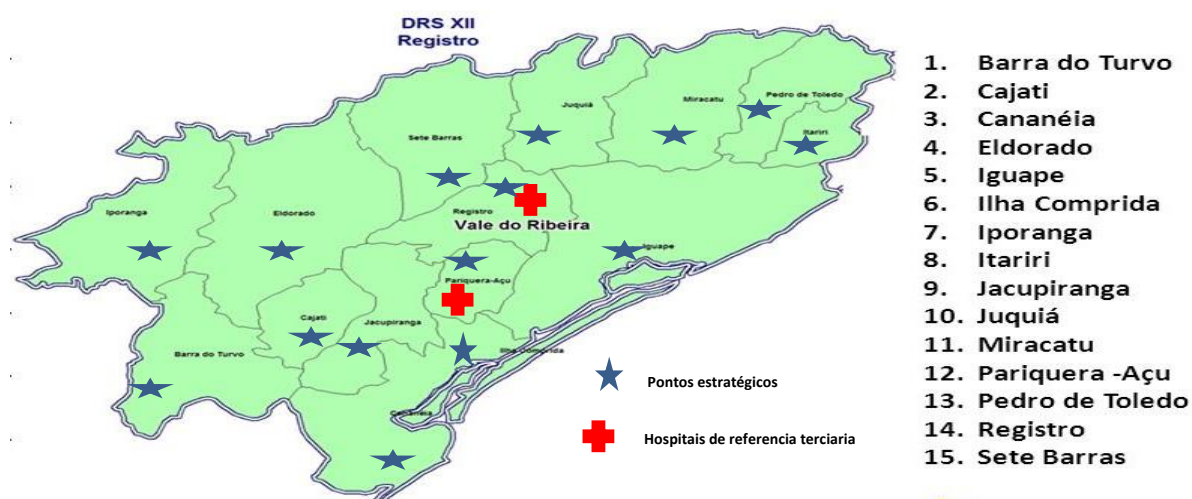 DRS XII
Registro
Juquiá
Miracatu
Pedro de Toledo
Itariri
Sete Barras
Iporanga
Eldorado
Registro
Vale do Ribeira
Iguape
Pariquera-Açu
Cajati
Jacupiranga
Barra do Turvo
Ilha Comprida
Cananéia
Pontos estratégicos
Hospitais de referencia terciaria
1. Barra do Turvo
2. Cajati
3. Cananéia
4. Eldorado
5. Iguape
6. Ilha Comprida
7. Iporanga
8. Itariri
9. Jacupiranga
10. Juquiá
11. Miracatu
12. Pariquera -Açu
13. Pedro de Toledo
14. Registro
15. Sete Barras